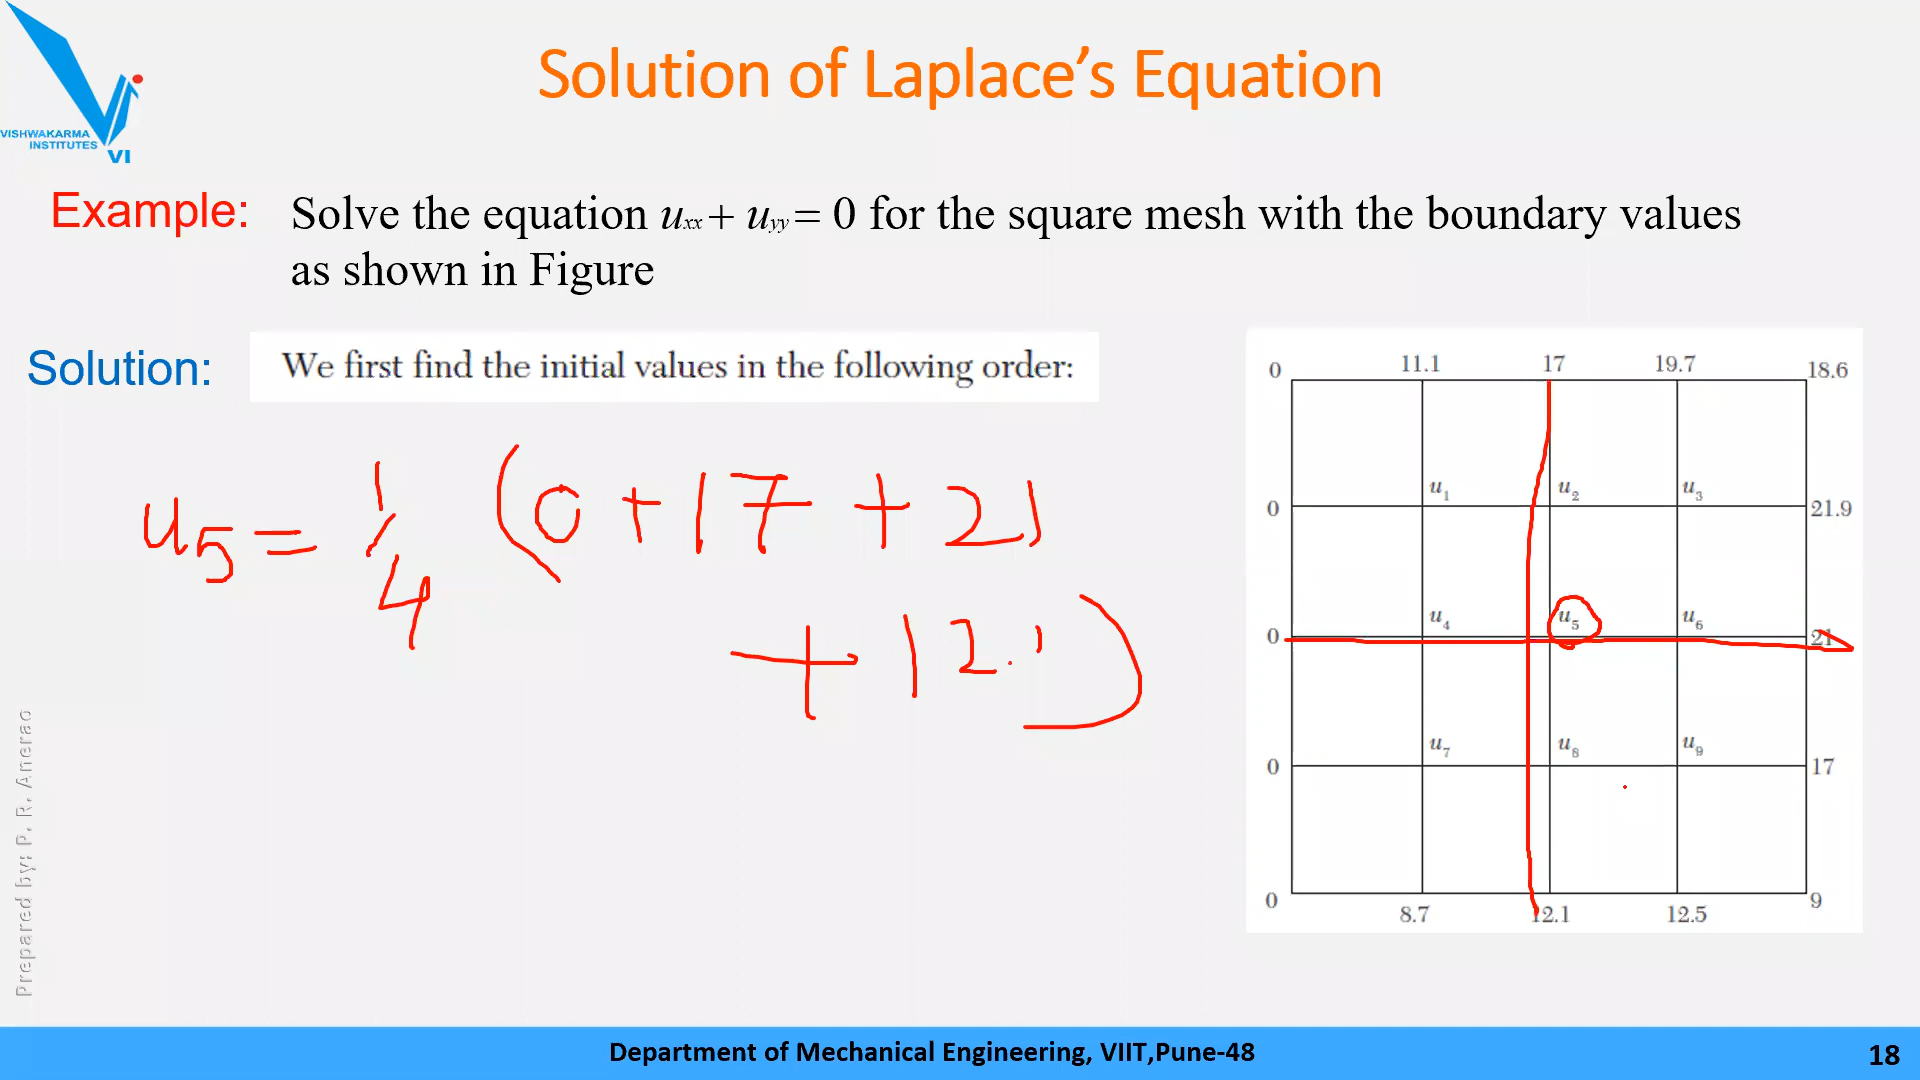 Solution of Laplace's Equation
VISHWAKARMA
INSTITUTES
VI
Example: Solve the equation uxx + uyy = 0 for the square mesh with the boundary values
as shown in Figure
Solution: We first find the initial values in the following order:
u5 = 1/4 (0 + 17 + 21
+ 12.1)
0 11.1 17 19.7 18.6
u1 u2 u3
0 21.9
u4 u5 u6
0 21
u7 u8 u9
0 17
0 9
8.7 12.1 12.5
Prepared by: P. R. Anerao
Department of Mechanical Engineering, VIIT,Pune-48
18